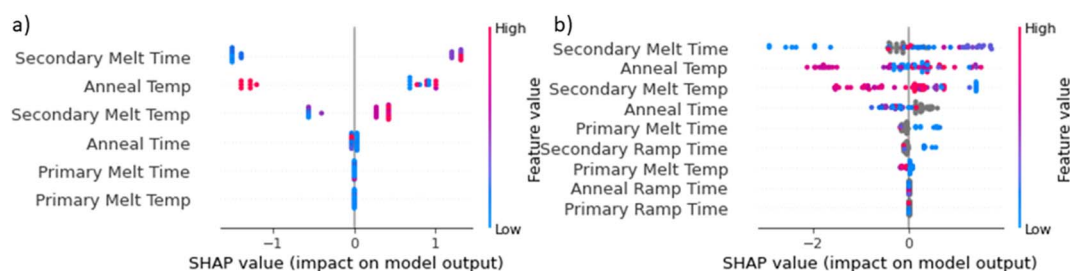 a)
High
Secondary Melt Time
Anneal Temp
Secondary Melt Temp
Anneal Time
Primary Melt Time
Primary Melt Temp
Feature value
Low
−1 0 1
SHAP value (impact on model output)
b)
High
Secondary Melt Time
Anneal Temp
Secondary Melt Temp
Anneal Time
Primary Melt Time
Secondary Ramp Time
Primary Melt Temp
Anneal Ramp Time
Primary Ramp Time
Feature value
Low
−2 0
SHAP value (impact on model output)